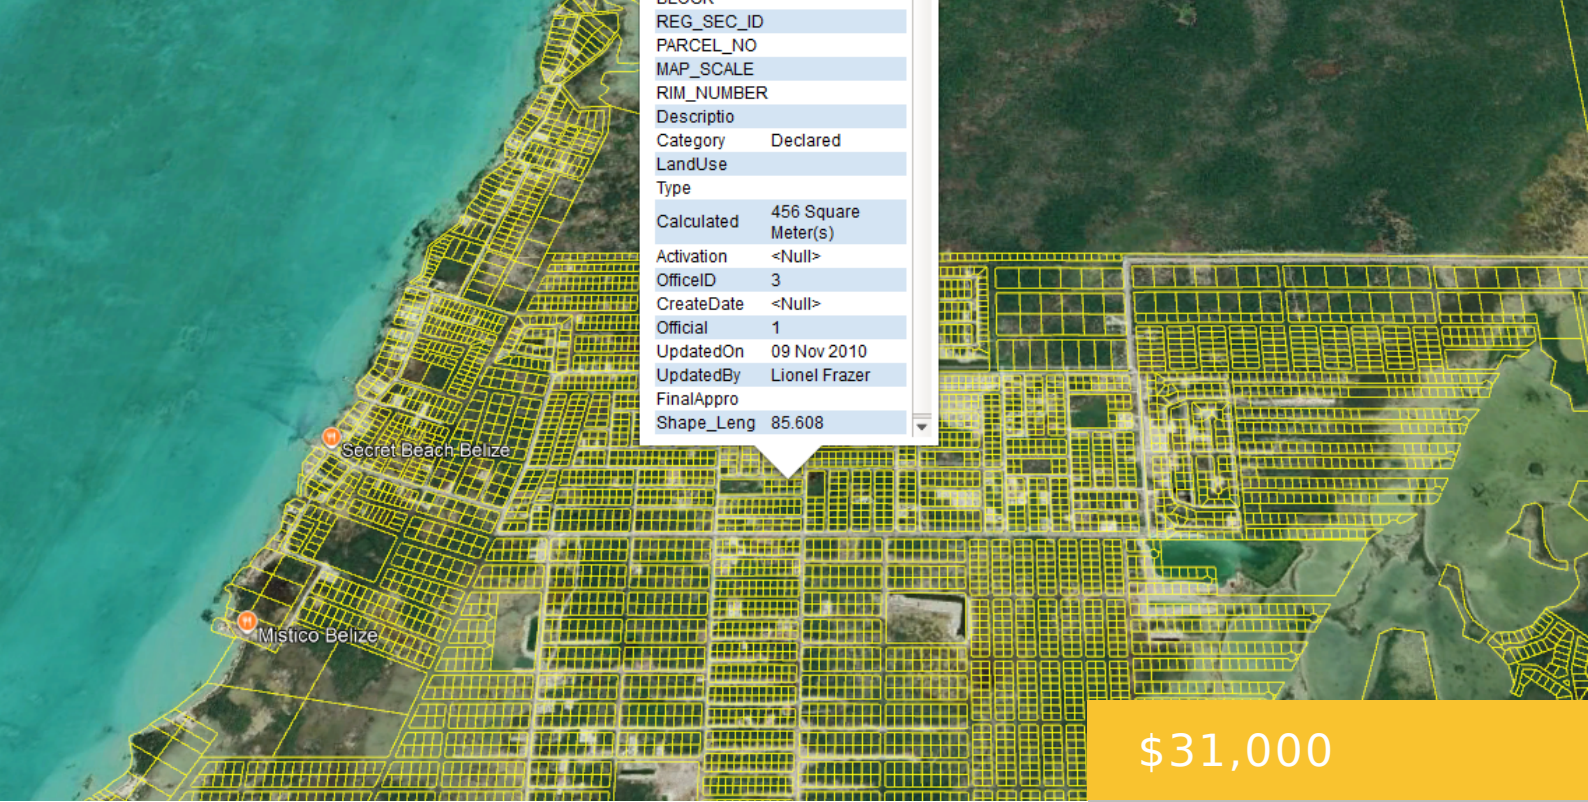 BLOCK
REG_SEC_ID
PARCEL_NO
MAP_SCALE
RIM_NUMBER
Descriptio
Category Declared
LandUse
Type
Calculated 456 Square
Meter(s)
Activation <Null>
OfficeID 3
CreateDate <Null>
Official 1
UpdatedOn 09 Nov 2010
UpdatedBy Lionel Frazer
FinalAppro
Shape_Leng 85.608
Secret Beach Belize
Mistico Belize
$31,000